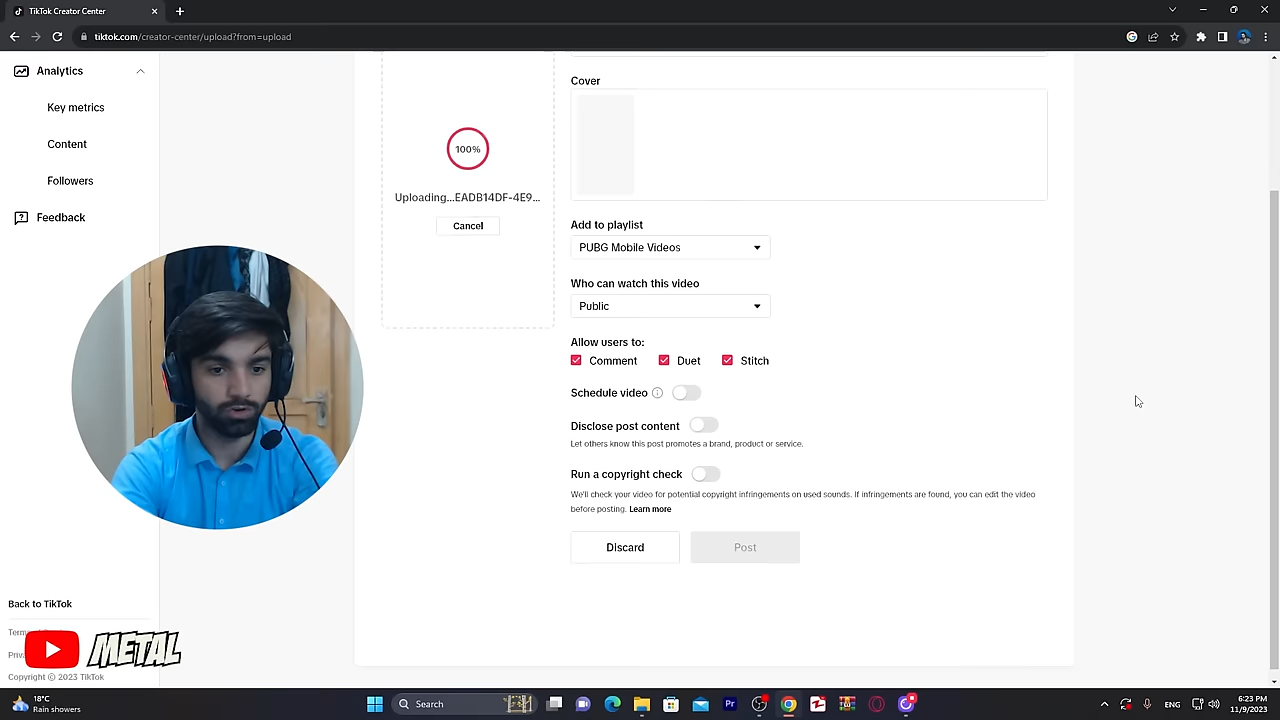 TikTok Creator Center
tiktok.com/creator-center/upload?from=upload
Analytics
Key metrics
Content
Followers
Feedback
Back to TikTok
Copyright © 2023 TikTok
METAL
100%
Uploading...EADB14DF-4E9...
Cancel
Cover
Add to playlist
PUBG Mobile Videos
Who can watch this video
Public
Allow users to:
Comment Duet Stitch
Schedule video
Disclose post content
Let others know this post promotes a brand, product or service.
Run a copyright check
We'll check your video for potential copyright infringements on used sounds. If infringements are found, you can edit the video
before posting. Learn more
Discard Post
18°C
Rain showers
Search
Pr
ENG
6:23 PM
11/9/2023